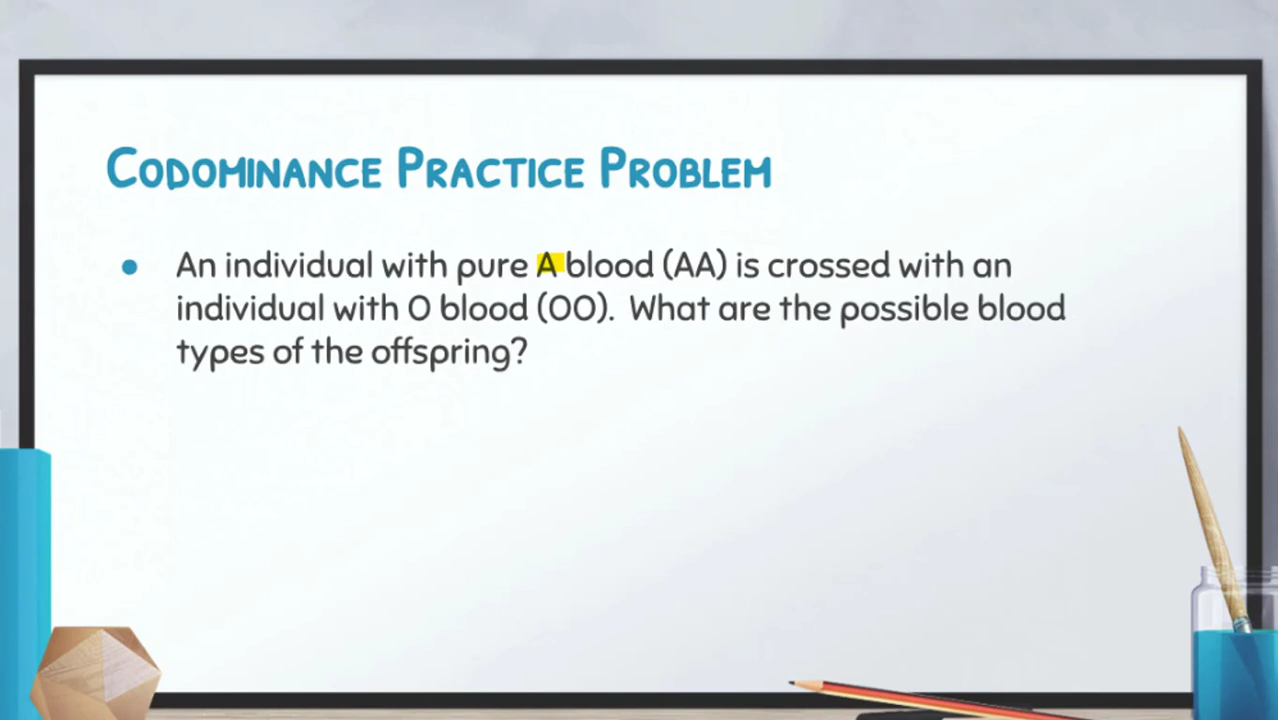 CODOMINANCE PRACTICE PROBLEM
• An individual with pure A blood (AA) is crossed with an
individual with O blood (OO). What are the possible blood
types of the offspring?